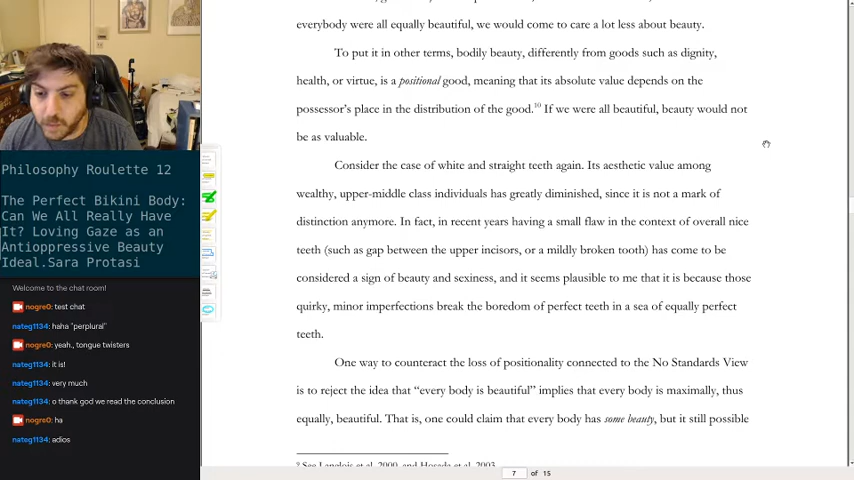 everybody were all equally beautiful, we would come to care a lot less about beauty.
To put it in other terms, bodily beauty, differently from goods such as dignity,
health, or virtue, is a positional good, meaning that its absolute value depends on the
possessor's place in the distribution of the good.10 If we were all beautiful, beauty would not
be as valuable.
Consider the case of white and straight teeth again. Its aesthetic value among
wealthy, upper-middle class individuals has greatly diminished, since it is not a mark of
distinction anymore. In fact, in recent years having a small flaw in the context of overall nice
teeth (such as gap between the upper incisors, or a mildly broken tooth) has come to be
considered a sign of beauty and sexiness, and it seems plausible to me that it is because those
quirky, minor imperfections break the boredom of perfect teeth in a sea of equally perfect
teeth.
One way to counteract the loss of positionality connected to the No Standards View
is to reject the idea that “every body is beautiful” implies that every body is maximally, thus
equally, beautiful. That is, one could claim that every body has some beauty, but it still possible
9 See Langlois et al. 2000, and Hosoda et al. 2003.
7 of 15
Philosophy Roulette 12
The Perfect Bikini Body:
Can We All Really Have
It? Loving Gaze as an
Antioppressive Beauty
Ideal.Sara Protasi
Welcome to the chat room!
nogre0: test chat
nateg1134: haha "perplural"
nogre0: yeah., tongue twisters
nateg1134: it is!
nateg1134: very much
nateg1134: o thank god we read the conclusion
nogre0: ha
nateg1134: adios